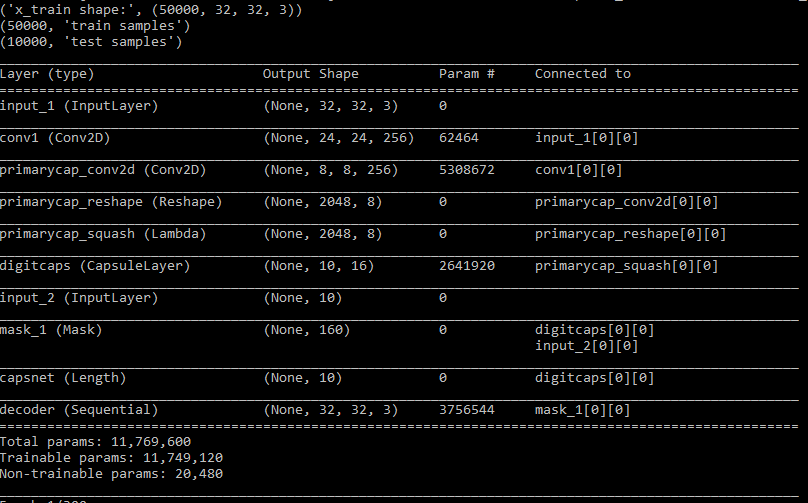 ('x_train shape:', (50000, 32, 32, 3))
(50000, 'train samples')
(10000, 'test samples')
Layer (type) Output Shape Param # Connected to
input_1 (InputLayer) (None, 32, 32, 3) 0
conv1 (Conv2D) (None, 24, 24, 256) 62464 input_1[0][0]
primarycap_conv2d (Conv2D) (None, 8, 8, 256) 5308672 conv1[0][0]
primarycap_reshape (Reshape) (None, 2048, 8) 0 primarycap_conv2d[0][0]
primarycap_squash (Lambda) (None, 2048, 8) 0 primarycap_reshape[0][0]
digitcaps (CapsuleLayer) (None, 10, 16) 2641920 primarycap_squash[0][0]
input_2 (InputLayer) (None, 10) 0
mask_1 (Mask) (None, 160) 0 digitcaps[0][0]
input_2[0][0]
capsnet (Length) (None, 10) 0 digitcaps[0][0]
decoder (Sequential) (None, 32, 32, 3) 3756544 mask_1[0][0]
Total params: 11,769,600
Trainable params: 11,749,120
Non-trainable params: 20,480